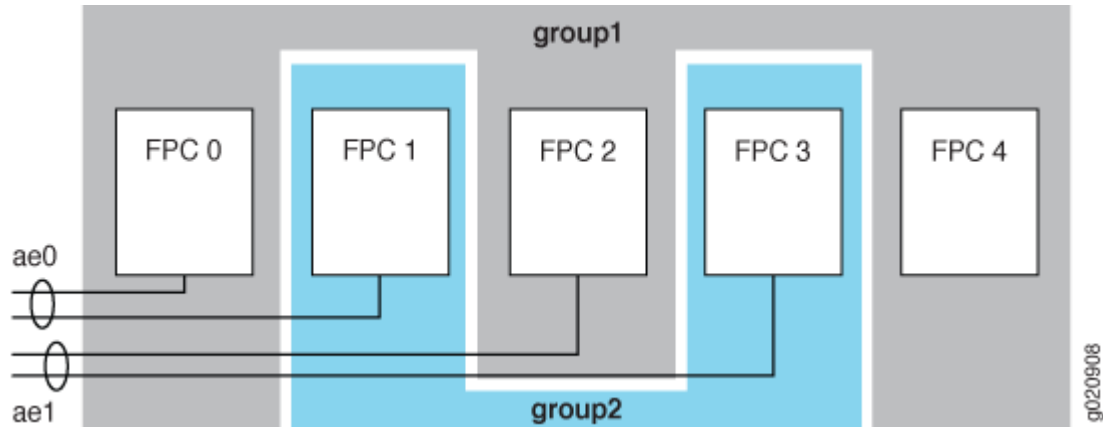 group1
FPC 0
FPC 1
FPC 2
FPC 3
FPC 4
ae0
ae1
group2
g020908